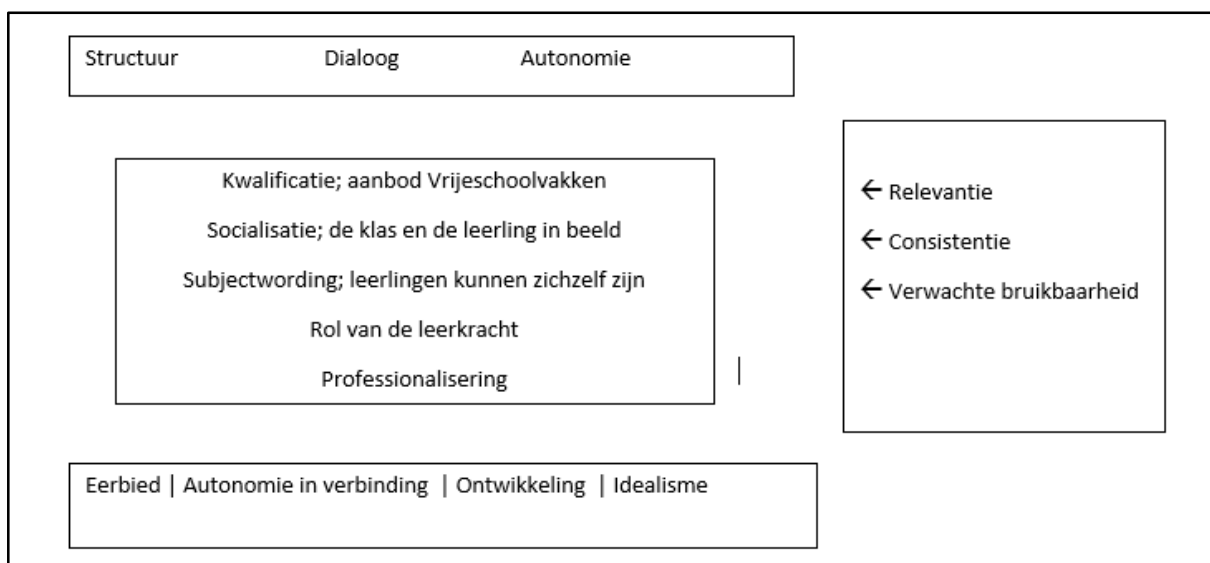 Structuur Dialoog Autonomie
Kwalificatie; aanbod Vrijeschoolvakken
Socialisatie; de klas en de leerling in beeld
Subjectwording; leerlingen kunnen zichzelf zijn
Rol van de leerkracht
Professionalisering
← Relevantie
← Consistentie
← Verwachte bruikbaarheid
Eerbied | Autonomie in verbinding | Ontwikkeling | Idealisme